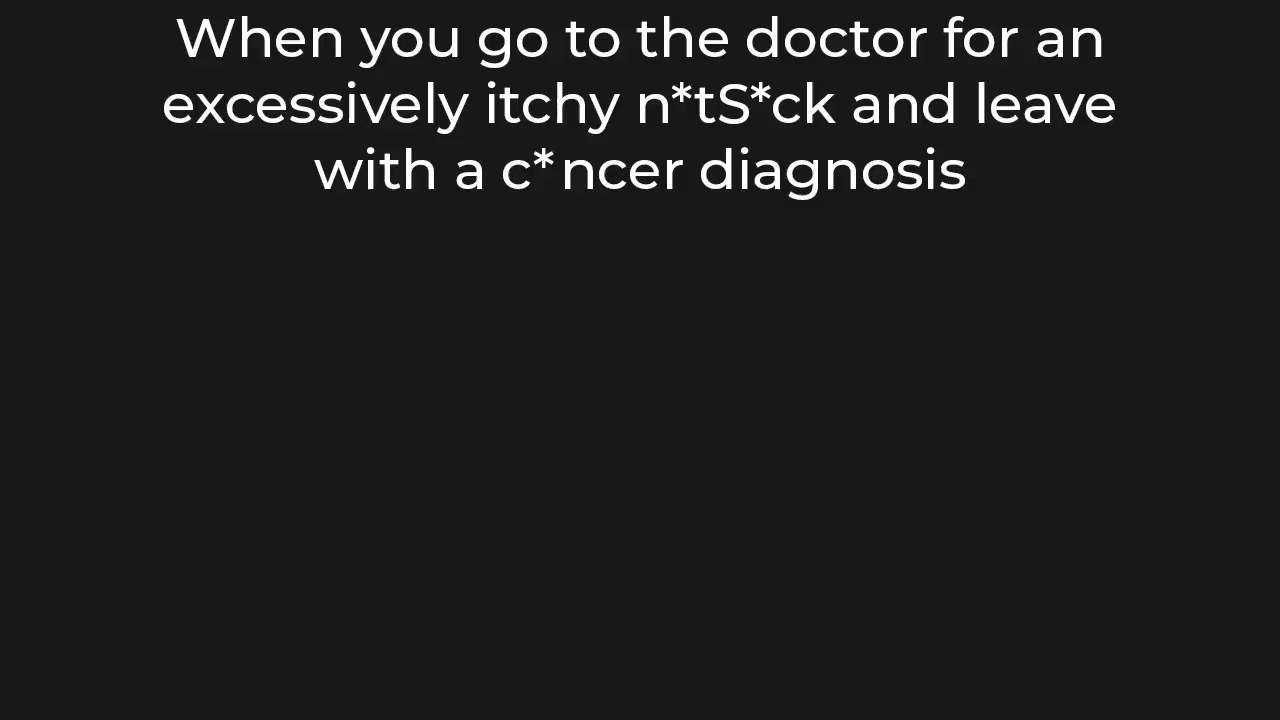 When you go to the doctor for an
excessively itchy n*tS*ck and leave
with a c*ncer diagnosis